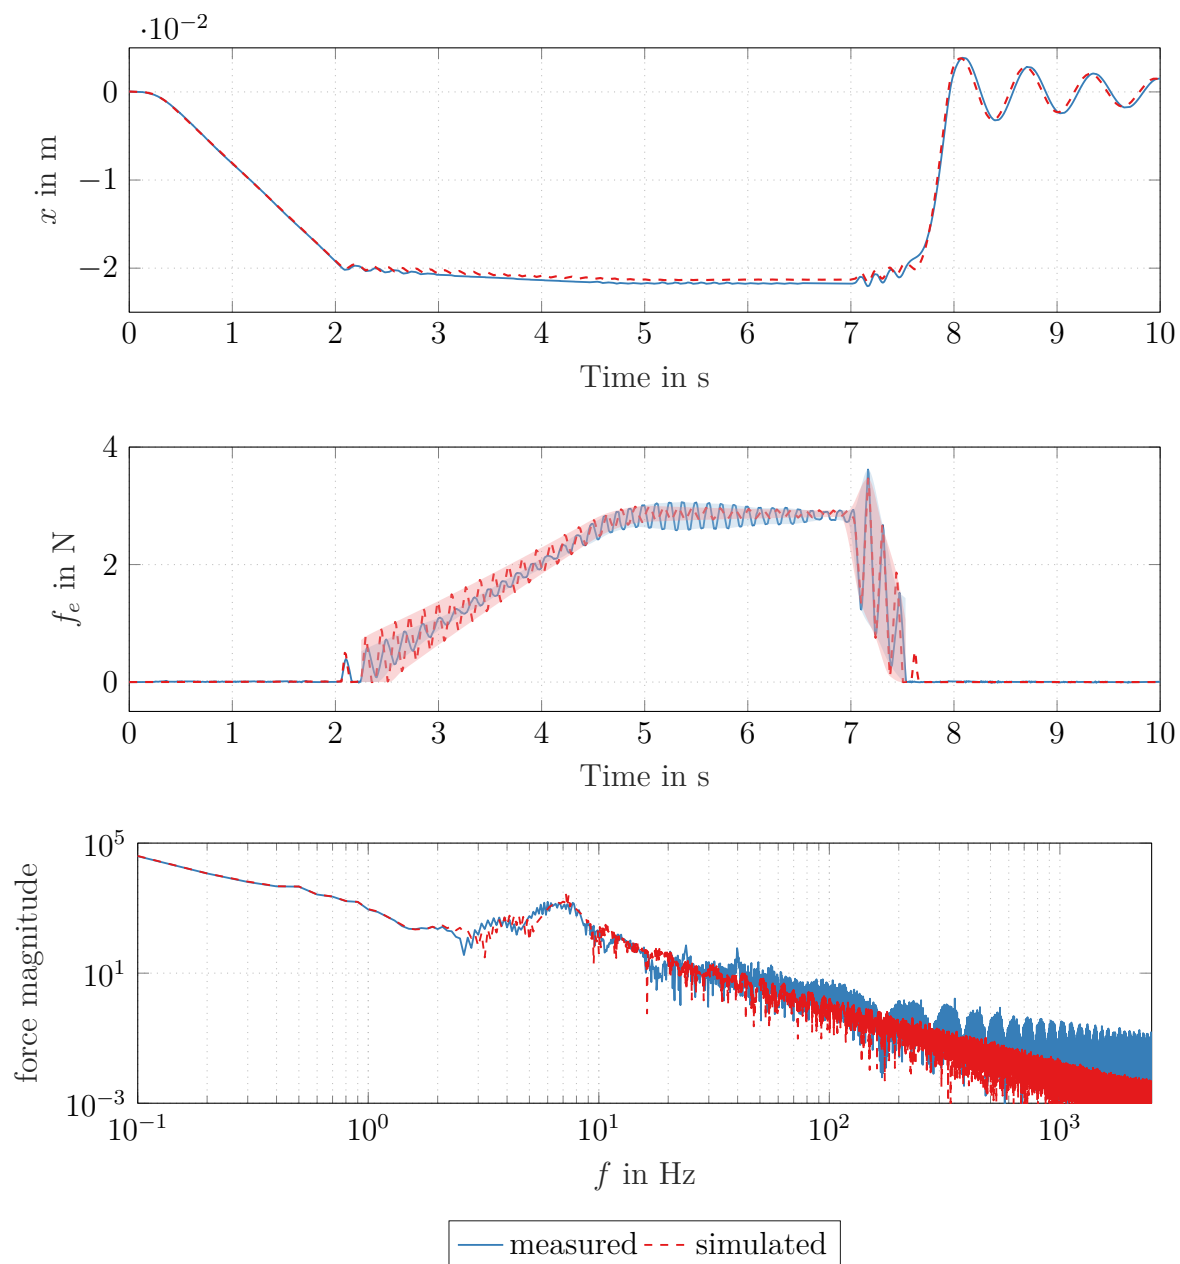 ·10⁻²
0
−1
−2
x in m
0 1 2 3 4 5 6 7 8 9 10
Time in s
4
2
0
fₑ in N
0 1 2 3 4 5 6 7 8 9 10
Time in s
10⁵
10¹
10⁻³
force magnitude
10⁻¹ 10⁰ 10¹ 10² 10³
f in Hz
measured simulated